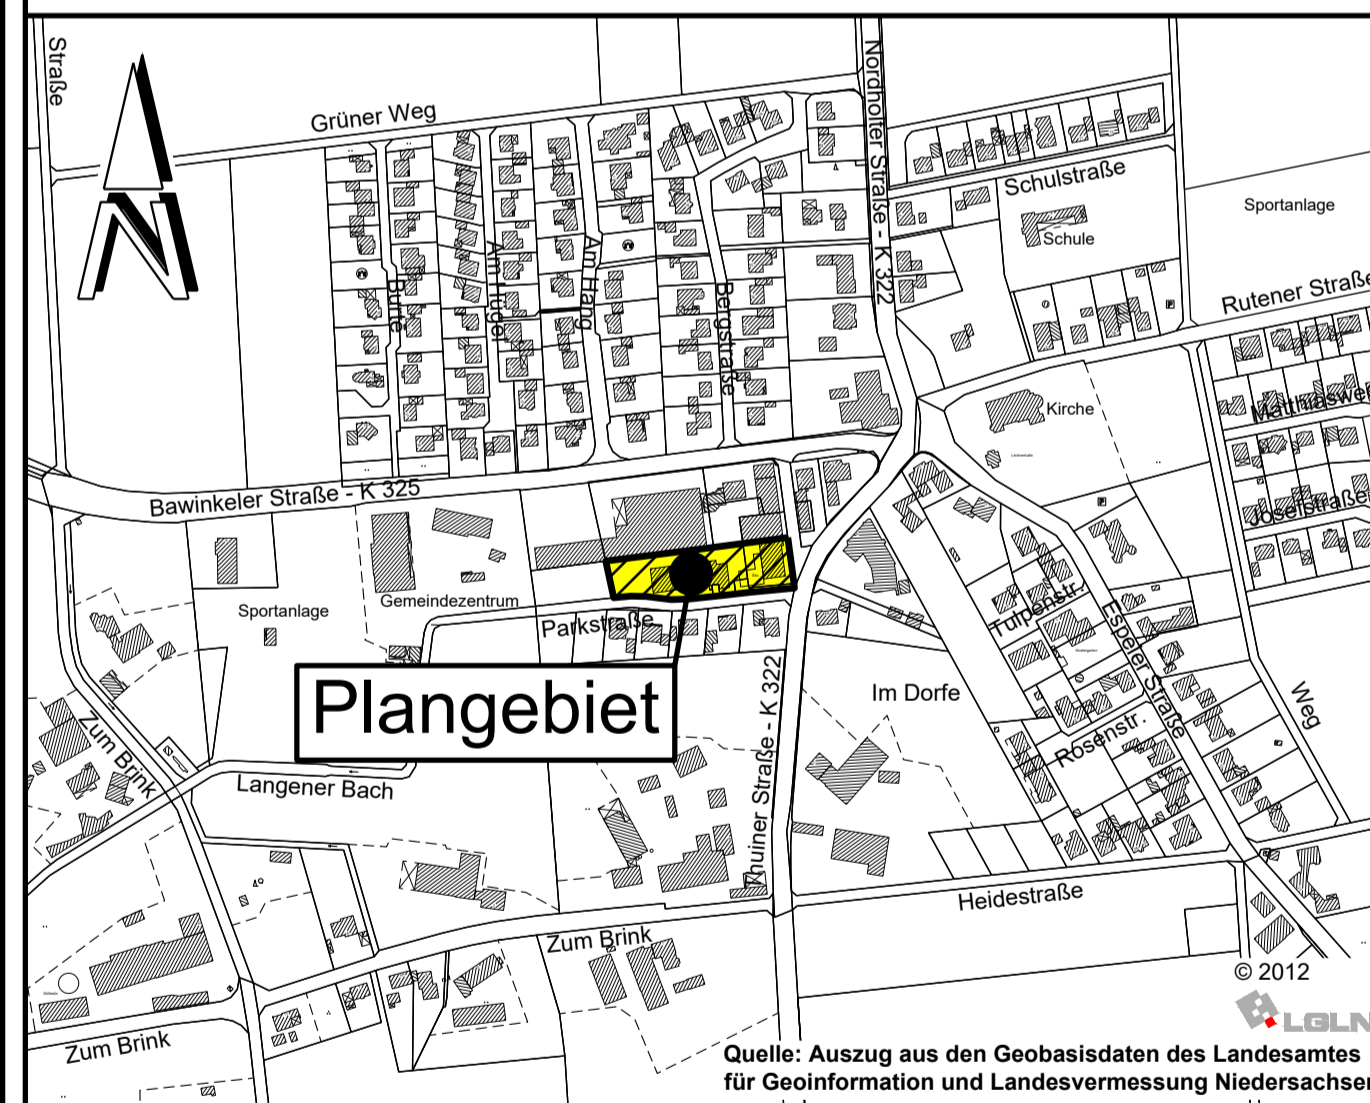 Straße
Grüner Weg
Nordholter Straße - K 322
Schulstraße
Sportanlage
Schule
Rutener Straße
Bürte
Am Hügel
Am Hang
Bergstraße
Kirche
Matthiasweg
Bawinkeler Straße - K 325
Josefstraße
Sportanlage
Gemeindezentrum
Parkstraße
Tulpenstr.
Espeler Straße
Plangebiet
Im Dorfe
Rosenstr.
Weg
Zum Brink
Langener Bach
Thuiner Straße - K 322
Heidestraße
Zum Brink
Zum Brink
© 2012
LGLN
Quelle: Auszug aus den Geobasisdaten des Landesamtes
für Geoinformation und Landesvermessung Niedersachsen
N